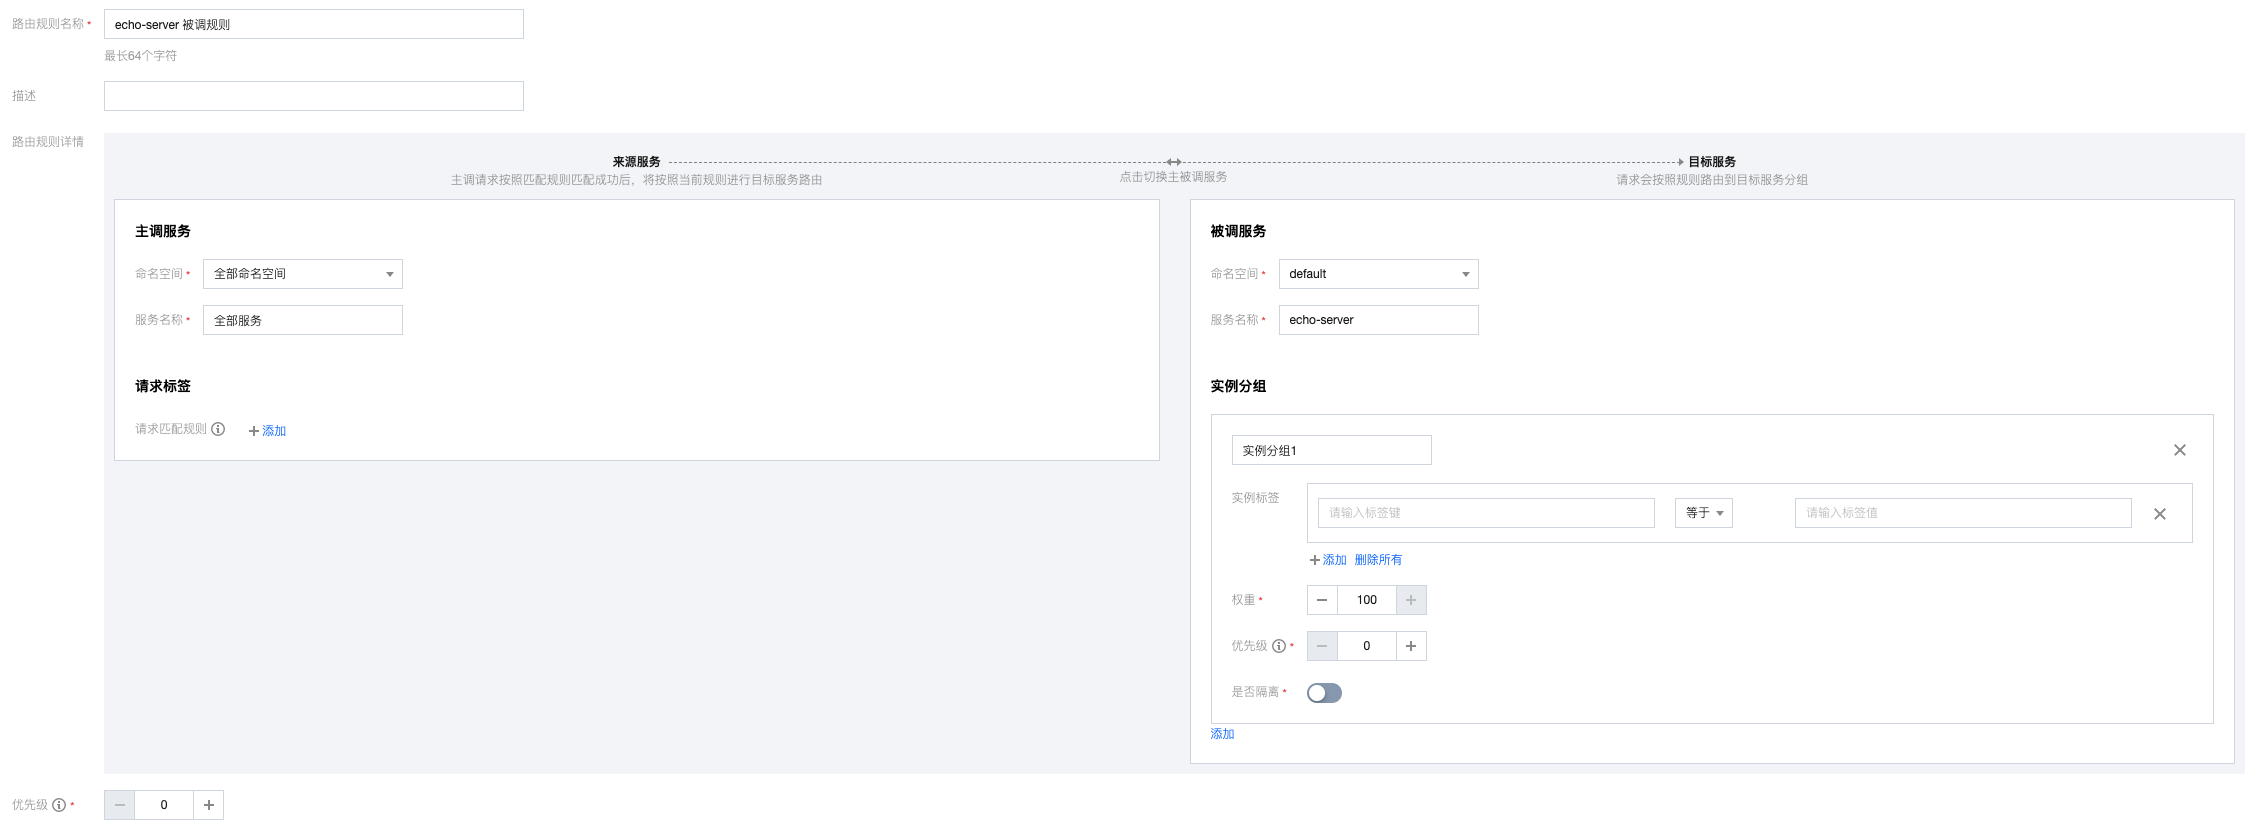 路由规则名称 * echo-server 被调规则
最长64个字符
描述
路由规则详情
来源服务
主调请求按照匹配规则匹配成功后，将按照当前规则进行目标服务路由
点击切换主被调服务
目标服务
请求会按照规则路由到目标服务分组
主调服务
命名空间 * 全部命名空间
服务名称 * 全部服务
请求标签
请求匹配规则 添加
被调服务
命名空间 * default
服务名称 * echo-server
实例分组
实例分组1
实例标签 请输入标签键 等于 请输入标签值
添加 删除所有
权重 * 100
优先级 * 0
是否隔离 *
添加
优先级 * 0